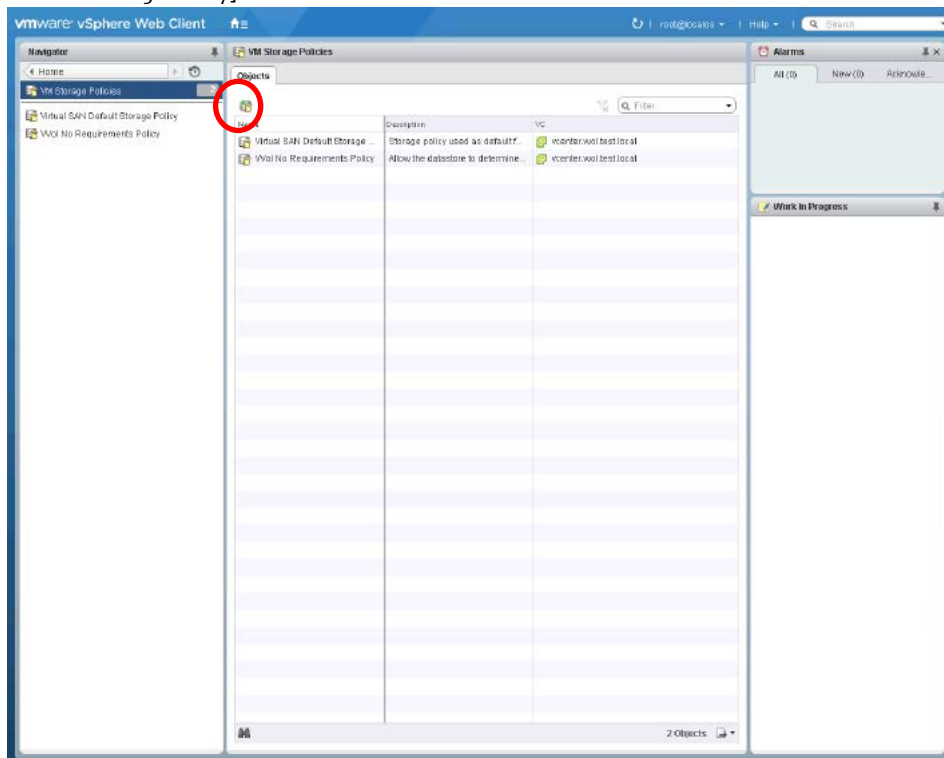 vmware vSphere Web Client
root@localos
Help
Search
Navigator
Home
VM Storage Policies
Virtual SAN Default Storage Policy
VVol No Requirements Policy
VM Storage Policies
Objects
Filter
Name Description VC
Virtual SAN Default Storage ... Storage policy used as default f... vcenter.vvol.test.local
VVol No Requirements Policy Allow the datastore to determine... vcenter.vvol.test.local
2 Objects
Alarms
All (0) New (0) Acknowle...
Work In Progress